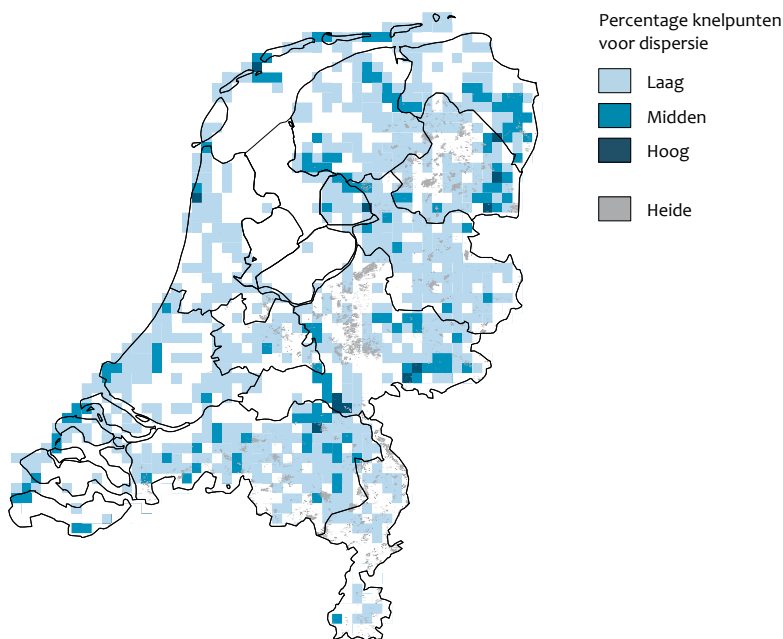 Percentage knelpunten
voor dispersie
Laag
Midden
Hoog
Heide